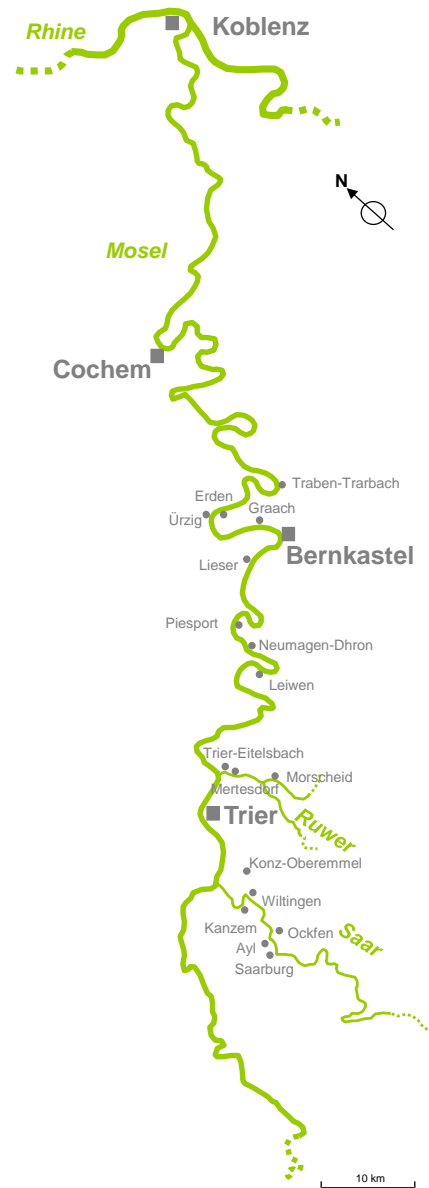 Koblenz
Rhine
N
Mosel
Cochem
Traben-Trarbach
Erden
Graach
Ürzig
Bernkastel
Lieser
Piesport
Neumagen-Dhron
Leiwen
Trier-Eitelsbach
Morscheid
Mertesdorf
Trier
Ruwer
Konz-Oberemmel
Wiltingen
Kanzem
Ockfen
Saar
Ayl
Saarburg
10 km